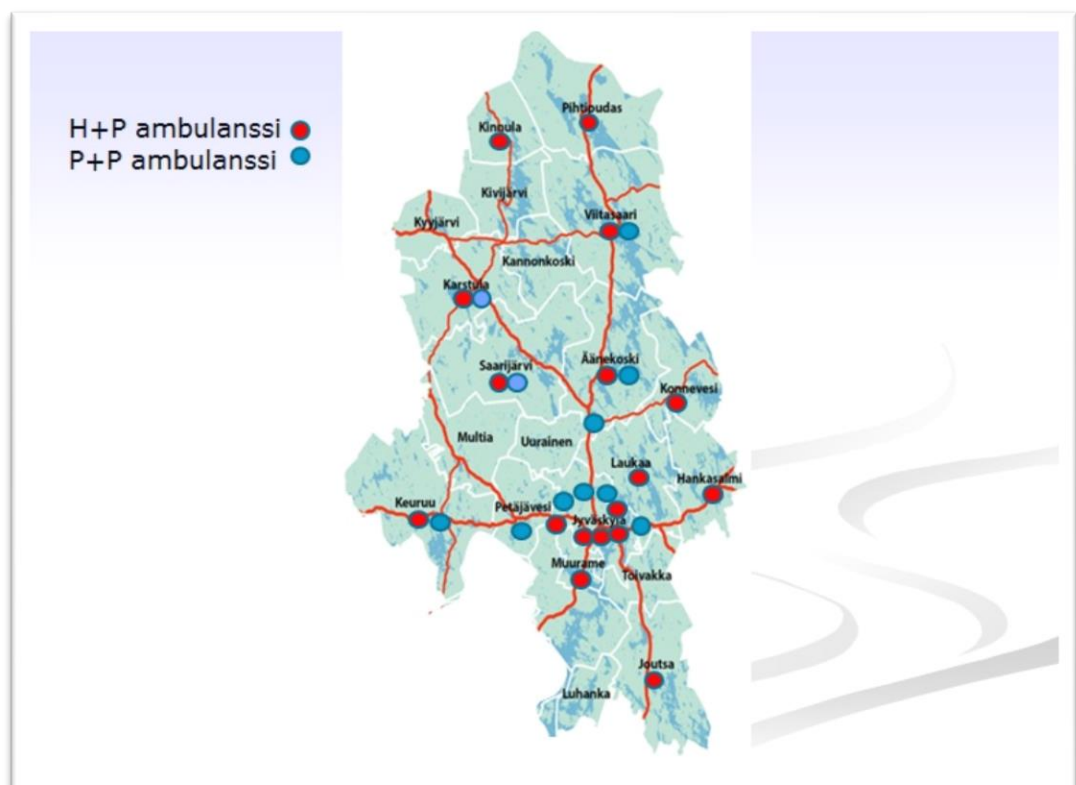 H+P ambulanssi
P+P ambulanssi
Pihtipudas
Kinnula
Kivijärvi
Viitasaari
Kyyjärvi
Kannonkoski
Karstula
Äänekoski
Saarijärvi
Konnevesi
Multia
Uurainen
Laukaa
Hankasalmi
Keuruu
Petäjävesi
Jyväskylä
Muurame
Toivakka
Joutsa
Luhanka